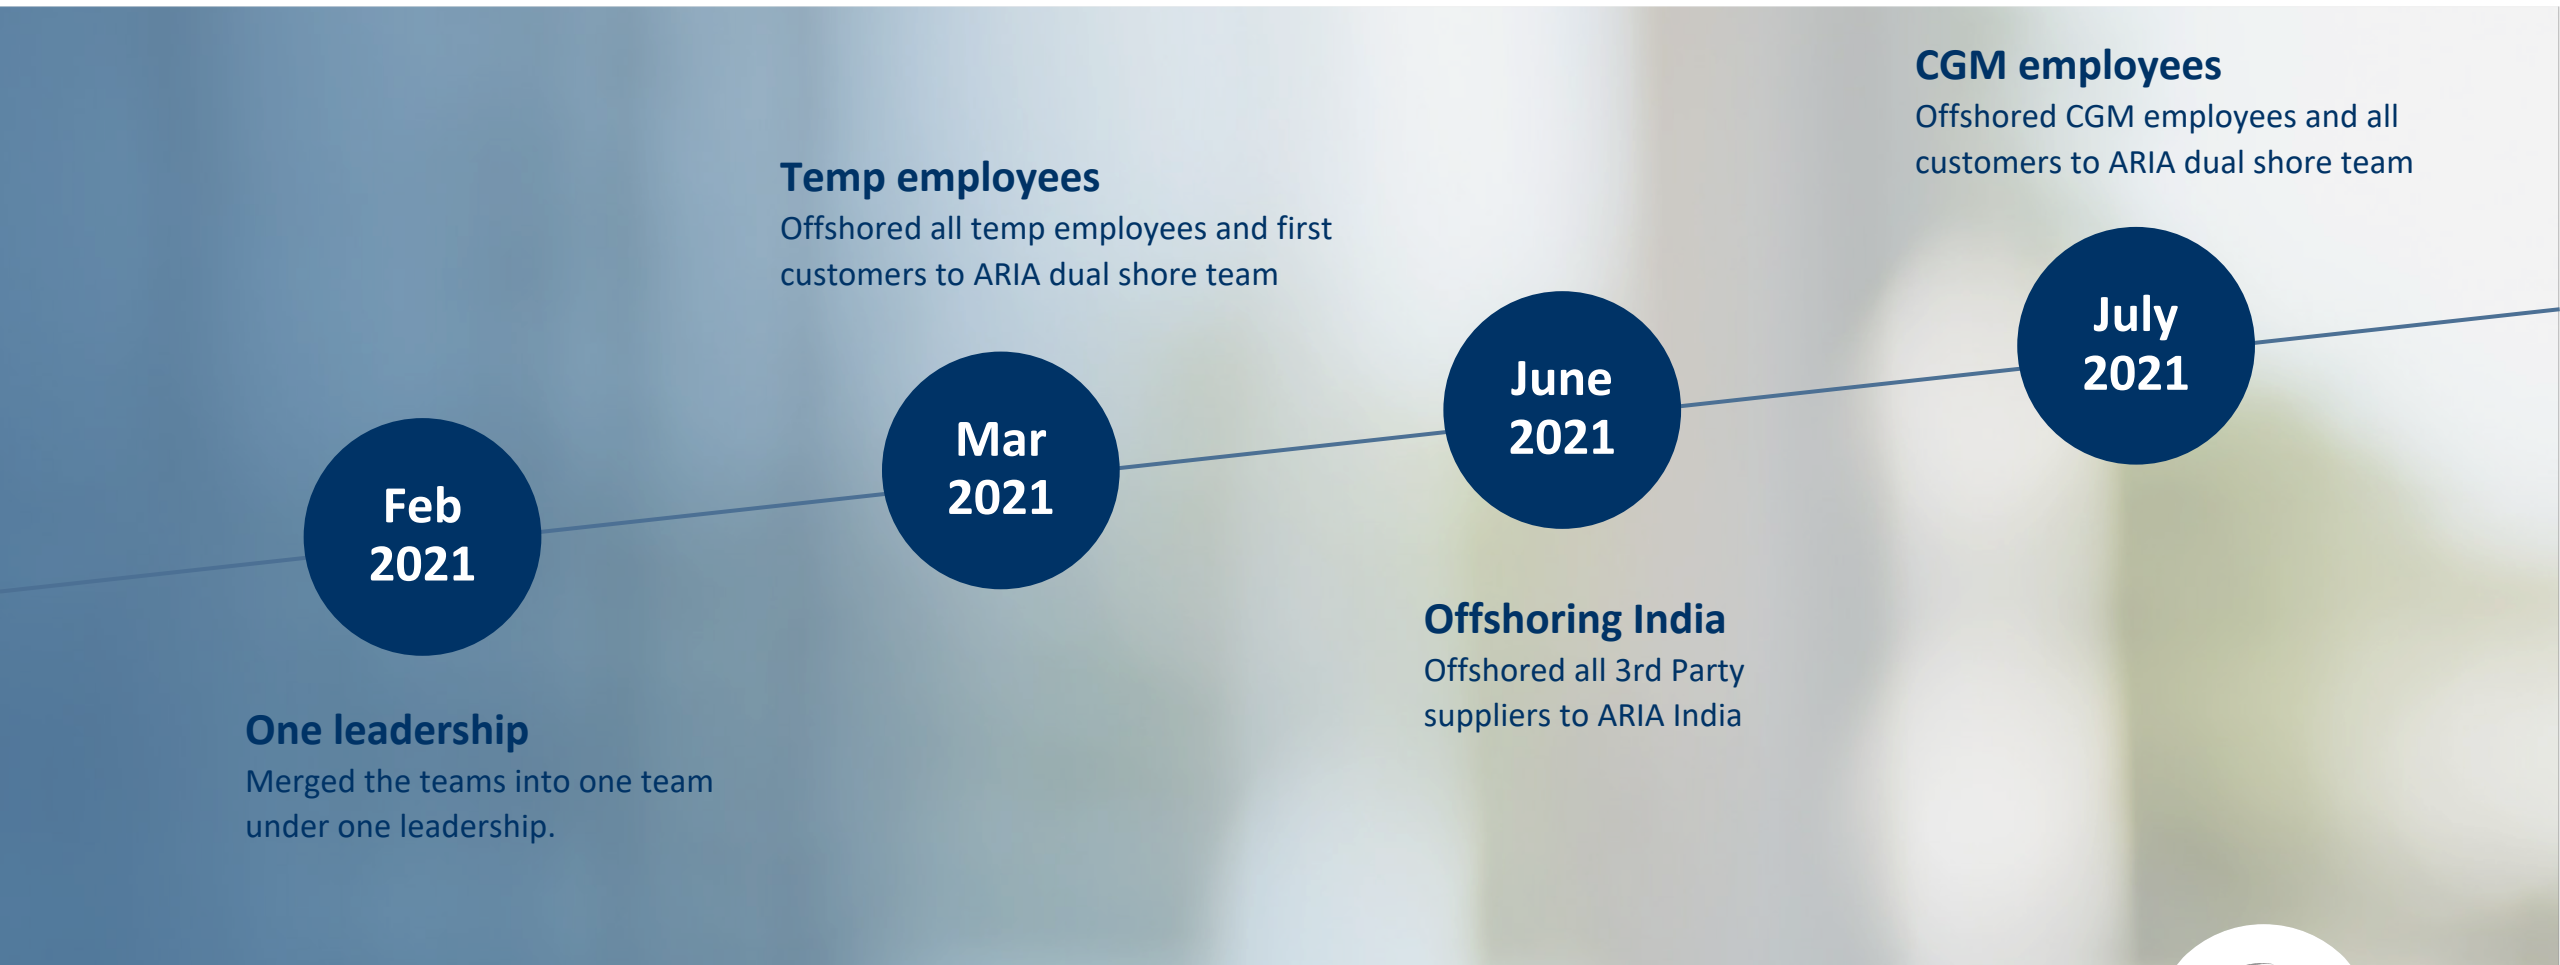 Feb
2021
One leadership
Merged the teams into one team
under one leadership.
Temp employees
Offshored all temp employees and first
customers to ARIA dual shore team
Mar
2021
June
2021
Offshoring India
Offshored all 3rd Party
suppliers to ARIA India
CGM employees
Offshored CGM employees and all
customers to ARIA dual shore team
July
2021